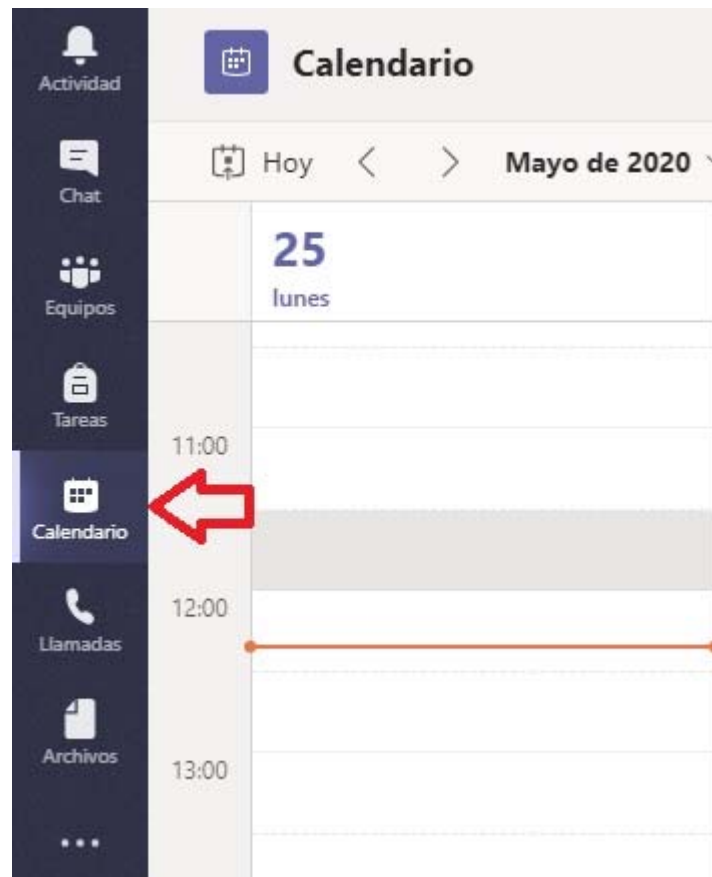 Actividad
Chat
Equipos
Tareas
Calendario
Llamadas
Archivos
Calendario
Hoy
Mayo de 2020
25
lunes
11:00
12:00
13:00